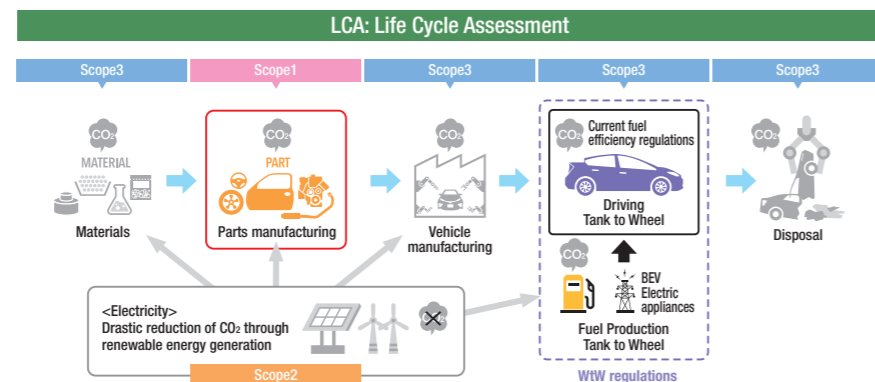 LCA: Life Cycle Assessment
Scope3
Scope1
Scope3
Scope3
Scope3
CO₂
MATERIAL
Materials
CO₂
PART
Parts manufacturing
CO₂
Vehicle
manufacturing
CO₂
Current fuel
efficiency regulations
Driving
Tank to Wheel
CO₂
BEV
Electric
appliances
Fuel Production
Tank to Wheel
WtW regulations
CO₂
Disposal
<Electricity>
Drastic reduction of CO₂ through
renewable energy generation
CO₂
Scope2